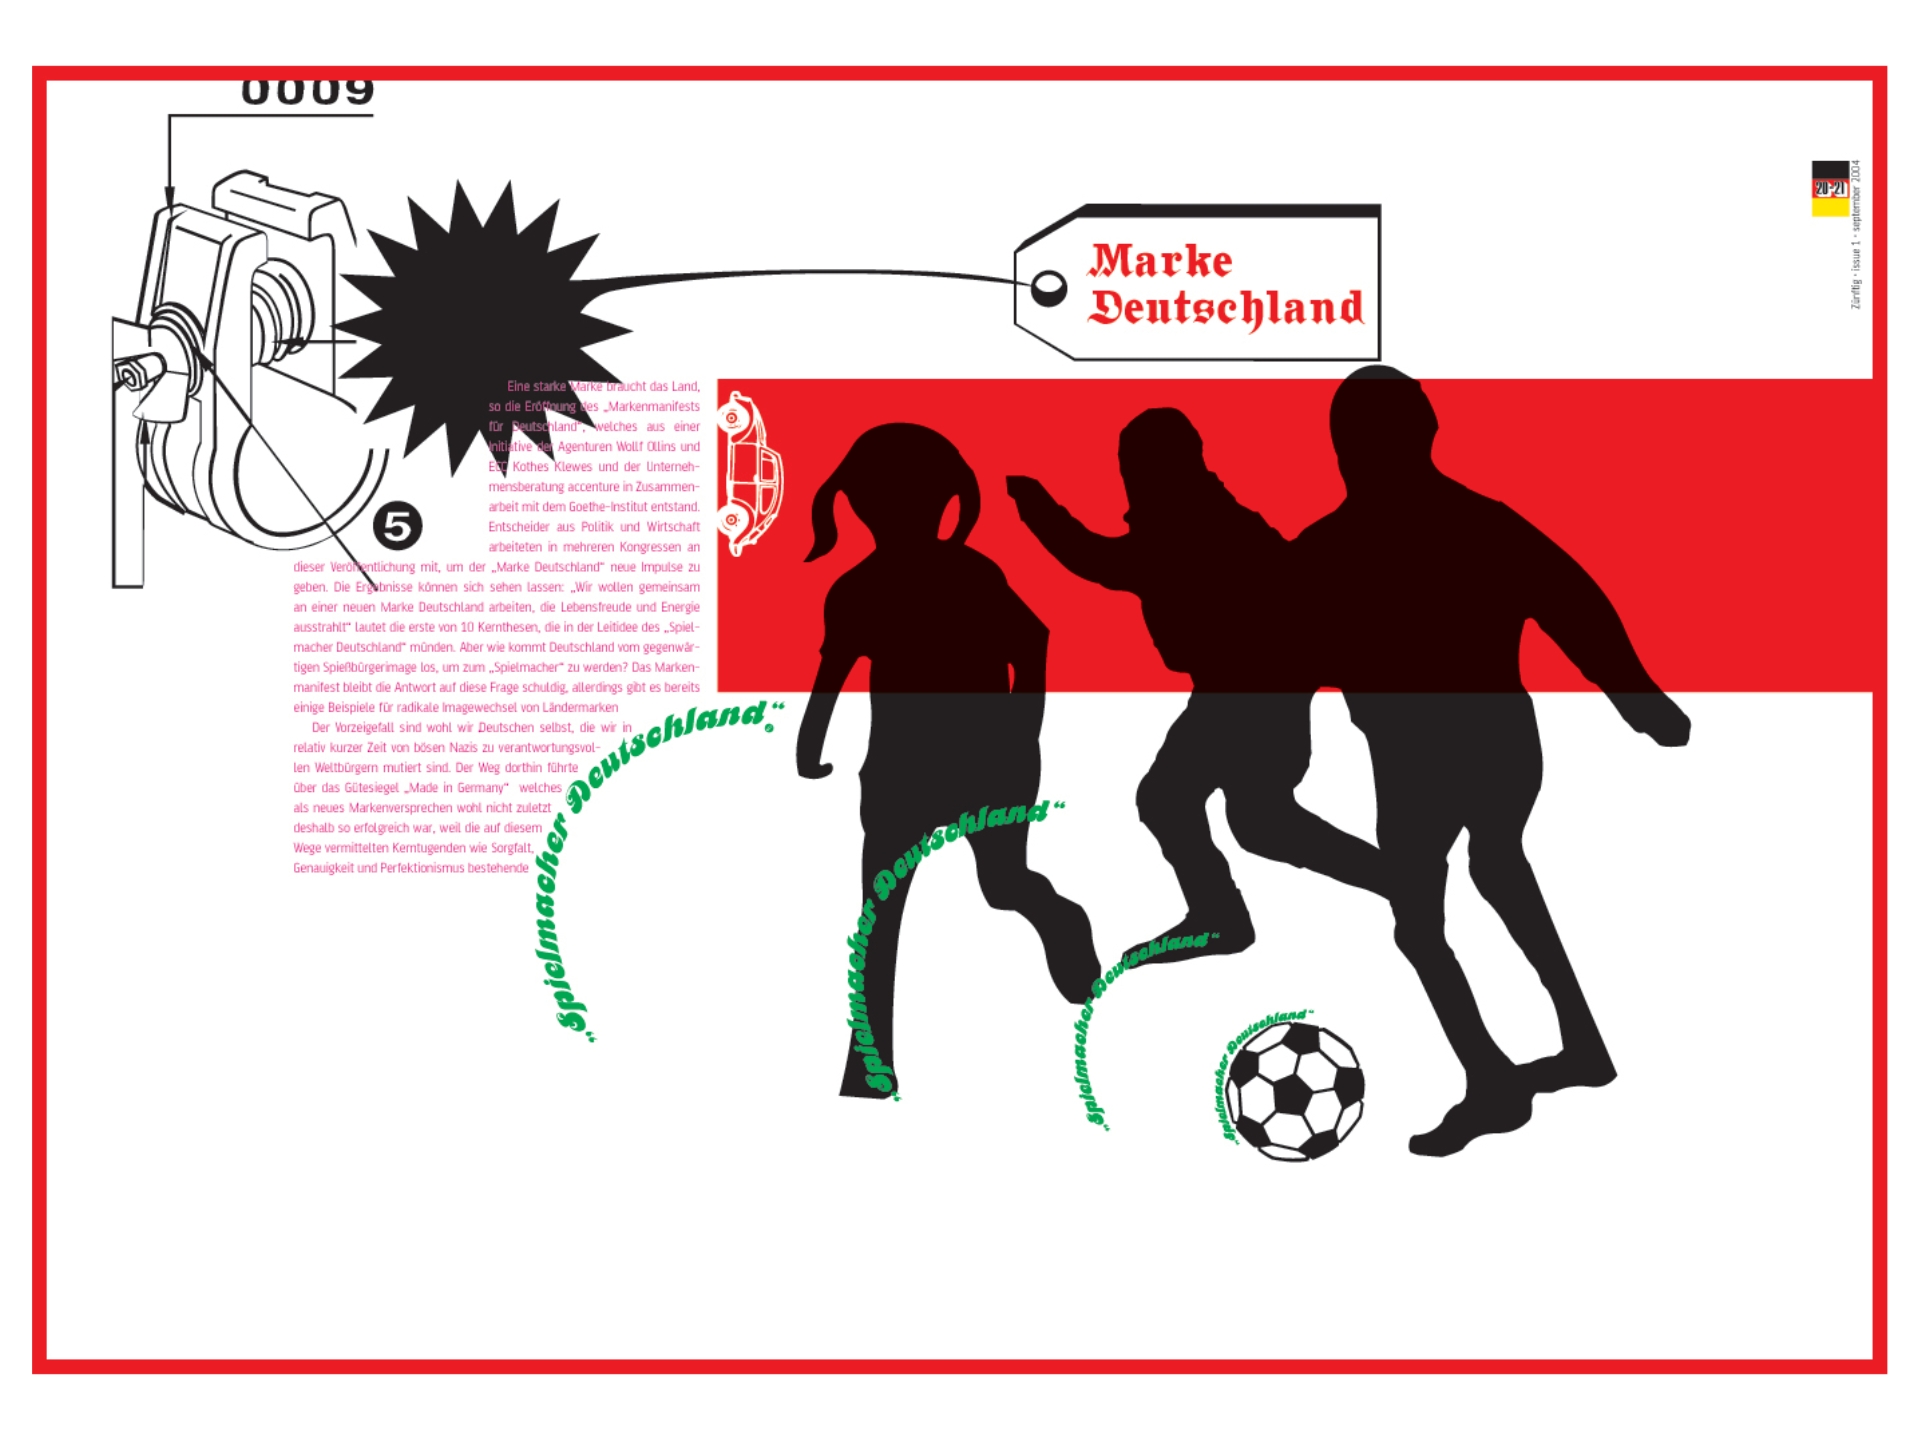 0009
Marke
Deutschland
20-21
Zünftig - issue 1 - september 2004
5
Eine starke Marke braucht das Land,
so die Eröffnung des „Markenmanifests
für Deutschland“, welches aus einer
Initiative der Agenturen Wollf Ollins und
ECC Kothes Klewes und der Unterneh-
mensberatung accenture in Zusammen-
arbeit mit dem Goethe-Institut entstand.
Entscheider aus Politik und Wirtschaft
arbeiteten in mehreren Kongressen an
dieser Veröffentlichung mit, um der „Marke Deutschland“ neue Impulse zu
geben. Die Ergebnisse können sich sehen lassen: „Wir wollen gemeinsam
an einer neuen Marke Deutschland arbeiten, die Lebensfreude und Energie
ausstrahlt“ lautet die erste von 10 Kernthesen, die in der Leitidee des „Spiel-
macher Deutschland“ münden. Aber wie kommt Deutschland vom gegenwär-
tigen Spießbürgerimage los, um zum „Spielmacher“ zu werden? Das Marken-
manifest bleibt die Antwort auf diese Frage schuldig, allerdings gibt es bereits
einige Beispiele für radikale Imagewechsel von Ländermarken
Der Vorzeigefall sind wohl wir Deutschen selbst, die wir in
relativ kurzer Zeit von bösen Nazis zu verantwortungsvol-
len Weltbürgern mutiert sind. Der Weg dorthin führte
über das Gütesiegel „Made in Germany“ welches
als neues Markenversprechen wohl nicht zuletzt
deshalb so erfolgreich war, weil die auf diesem
Wege vermittelten Kerntugenden wie Sorgfalt,
Genauigkeit und Perfektionismus bestehende
„Spielmacher Deutschland“.
„Spielmacher Deutschland“
„Spielmacher Deutschland“
„Spielmacher Deutschland“